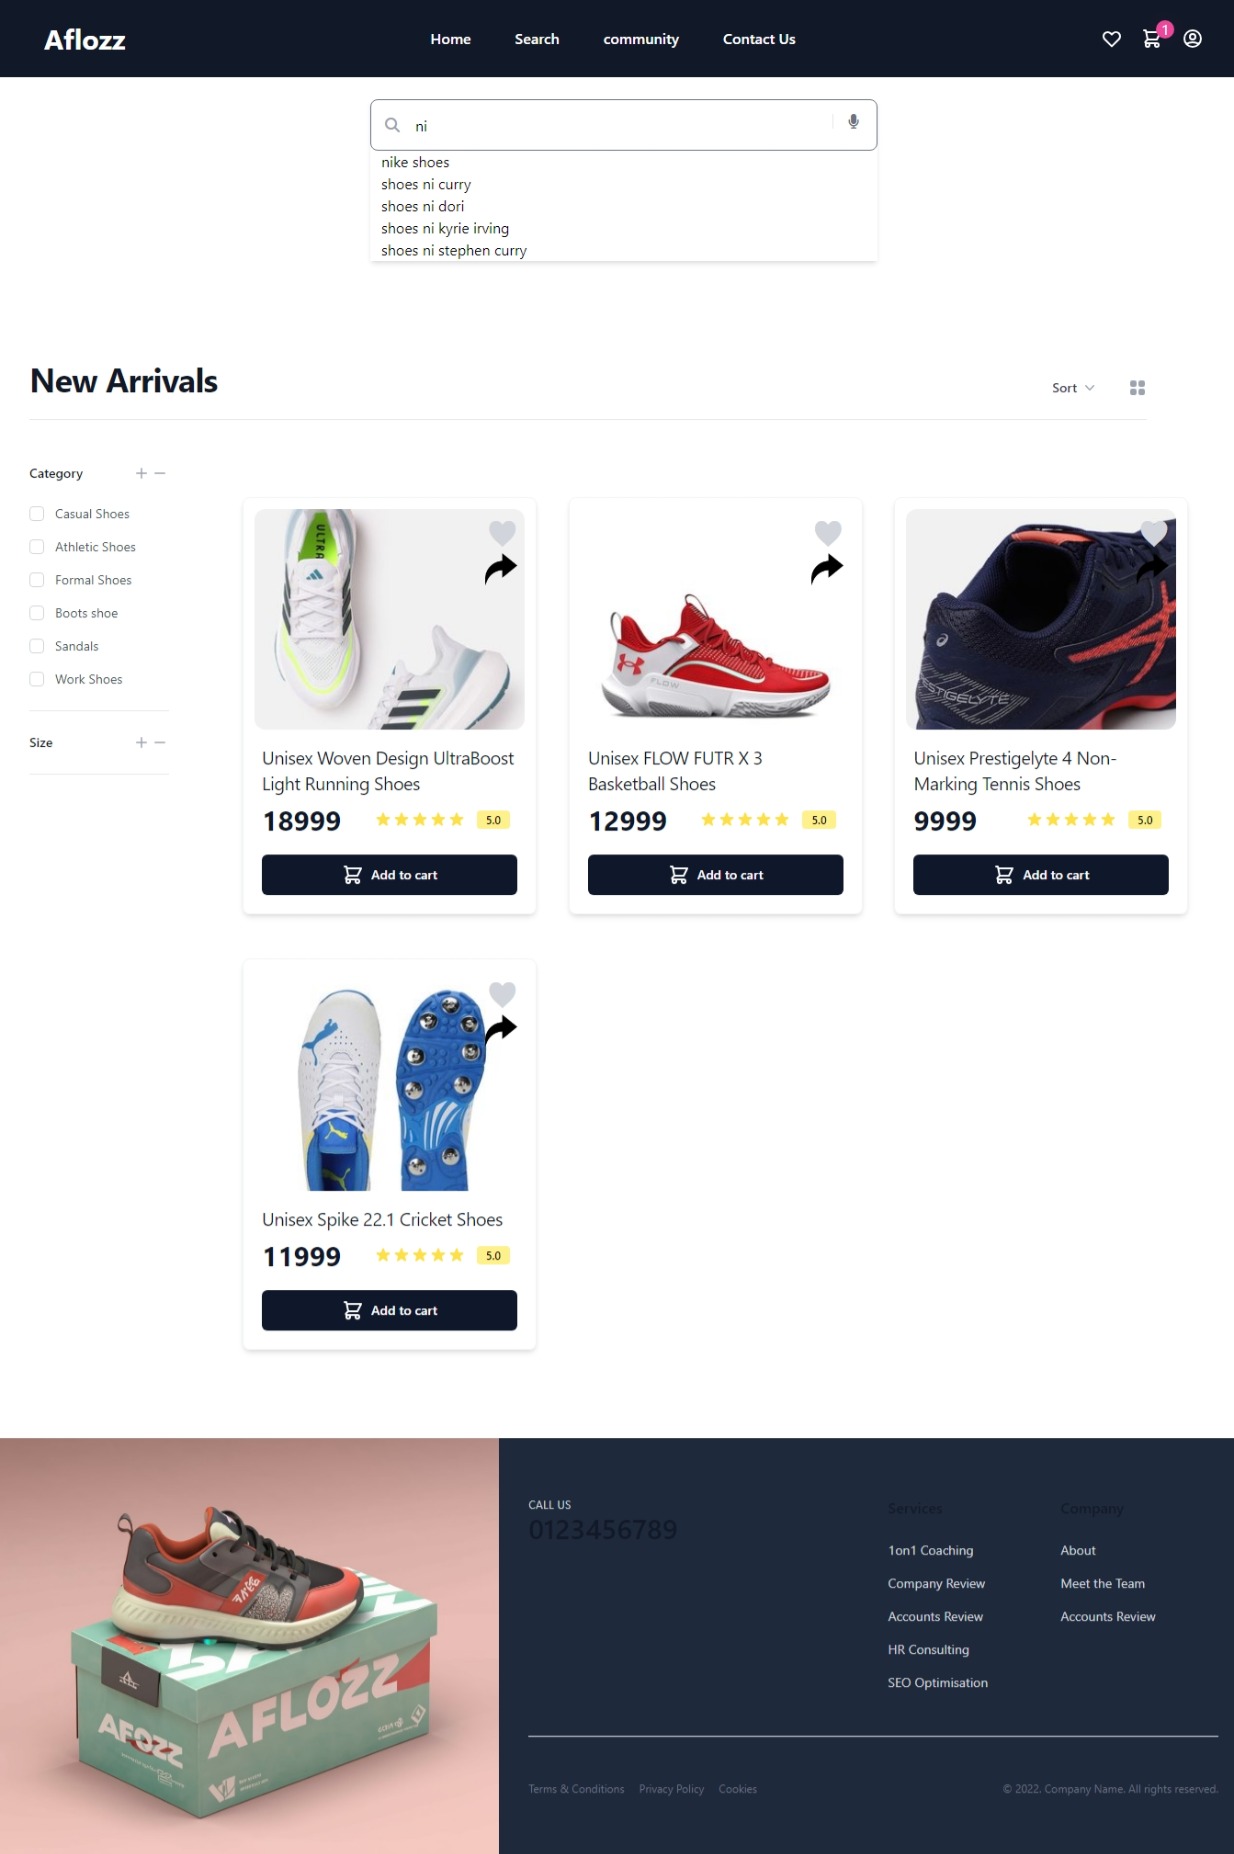 Aflozz
Home
Search
community
Contact Us
1
ni
nike shoes
shoes ni curry
shoes ni dori
shoes ni kyrie irving
shoes ni stephen curry
New Arrivals
Sort
Category
Casual Shoes
Athletic Shoes
Formal Shoes
Boots shoe
Sandals
Work Shoes
Size
ULTRA
Unisex Woven Design UltraBoost
Light Running Shoes
18999
5.0
Add to cart
FLOW
Unisex FLOW FUTR X 3
Basketball Shoes
12999
5.0
Add to cart
Unisex Prestigelyte 4 Non-
Marking Tennis Shoes
9999
5.0
Add to cart
Unisex Spike 22.1 Cricket Shoes
11999
5.0
Add to cart
AFLOZZ
CALL US
0123456789
Services
1on1 Coaching
Company Review
Accounts Review
HR Consulting
SEO Optimisation
Company
About
Meet the Team
Accounts Review
Terms & Conditions
Privacy Policy
Cookies
© 2022. Company Name. All rights reserved.